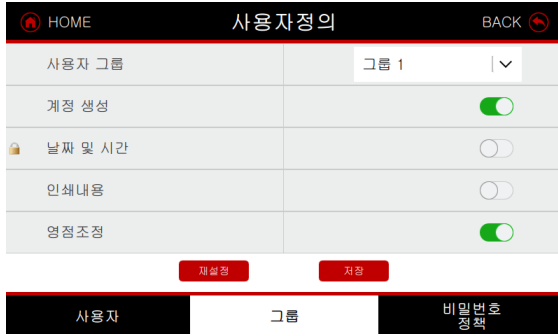 HOME 사용자정의 BACK
사용자 그룹 그룹 1
계정 생성
날짜 및 시간
인쇄내용
영점조정
재설정 저장
사용자 그룹 비밀번호
정책